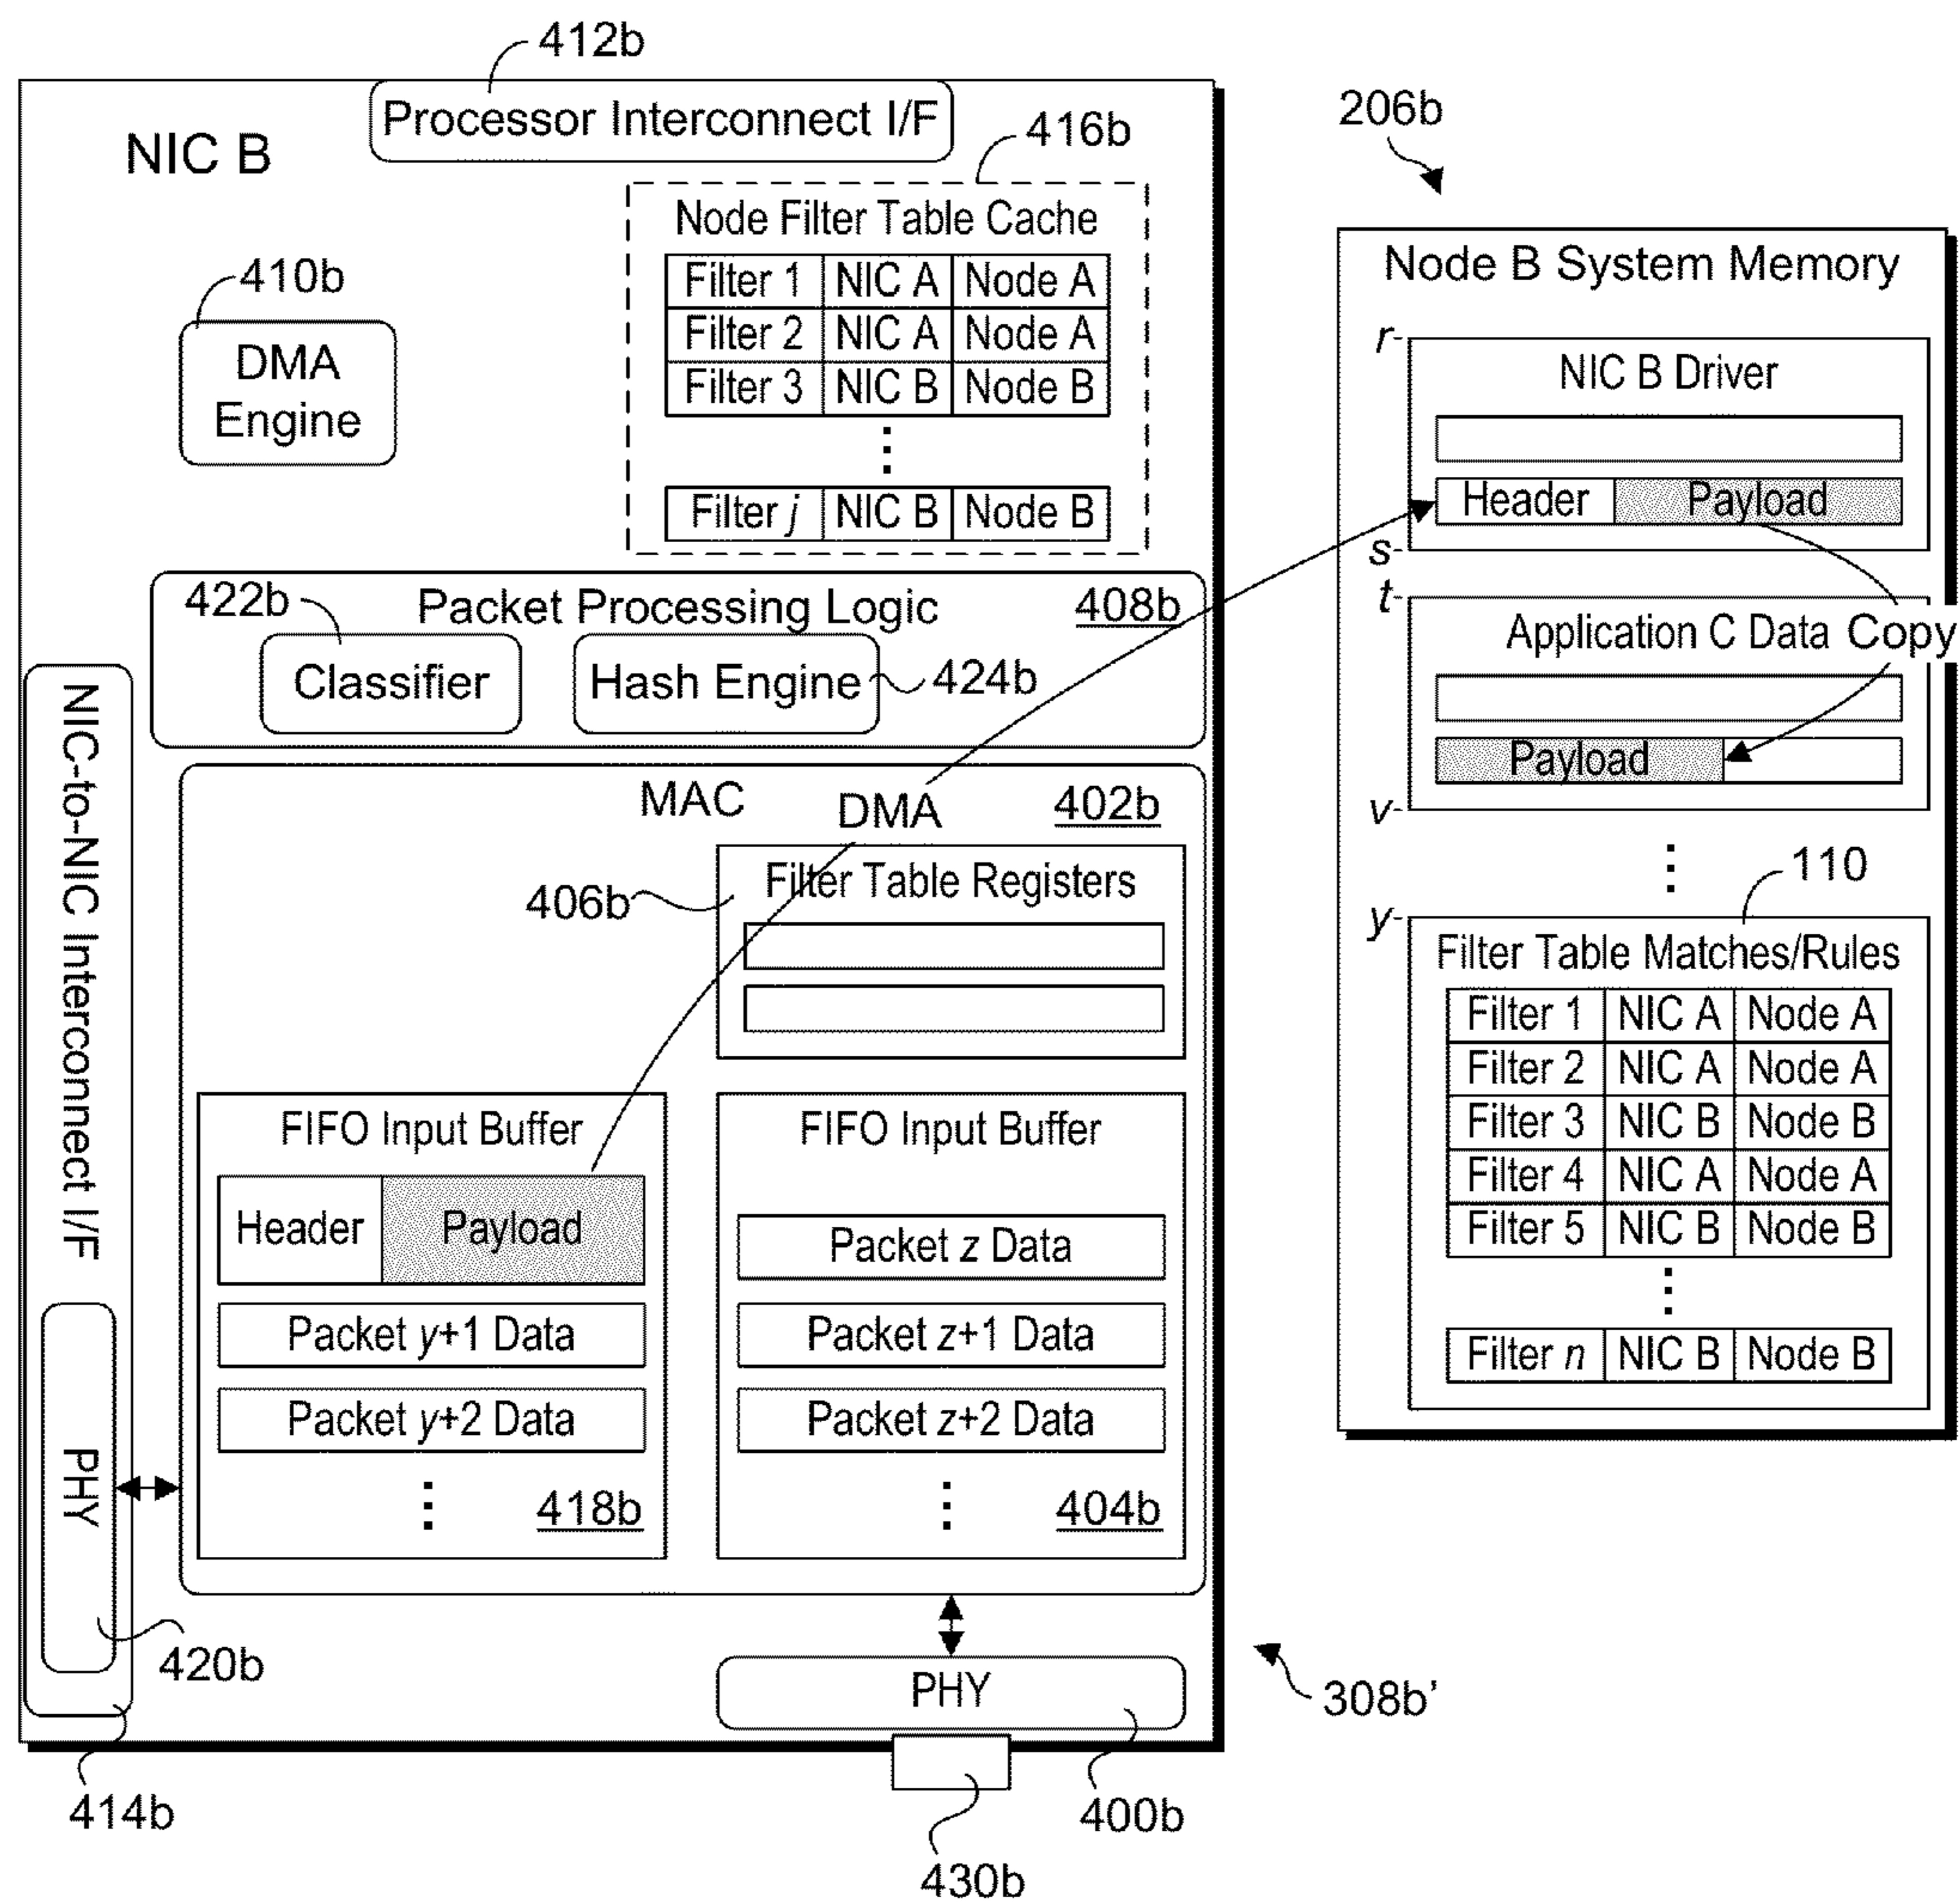 412b
Processor Interconnect I/F
NIC B
416b
Node Filter Table Cache
Filter 1 NIC A Node A
Filter 2 NIC A Node A
Filter 3 NIC B Node B
⋮
Filter j NIC B Node B
410b
DMA
Engine
422b
Packet Processing Logic
408b
Classifier
Hash Engine
424b
NIC-to-NIC Interconnect I/F
PHY
MAC
402b
DMA
406b
Filter Table Registers
FIFO Input Buffer
Header Payload
Packet y+1 Data
Packet y+2 Data
⋮
418b
FIFO Input Buffer
Packet z Data
Packet z+1 Data
Packet z+2 Data
⋮
404b
420b
PHY
414b
400b
430b
308b’
206b
Node B System Memory
r
NIC B Driver
Header Payload
s
t
Application C Data
Copy
Payload
v
⋮
110
y
Filter Table Matches/Rules
Filter 1 NIC A Node A
Filter 2 NIC A Node A
Filter 3 NIC B Node B
Filter 4 NIC A Node A
Filter 5 NIC B Node B
⋮
Filter n NIC B Node B